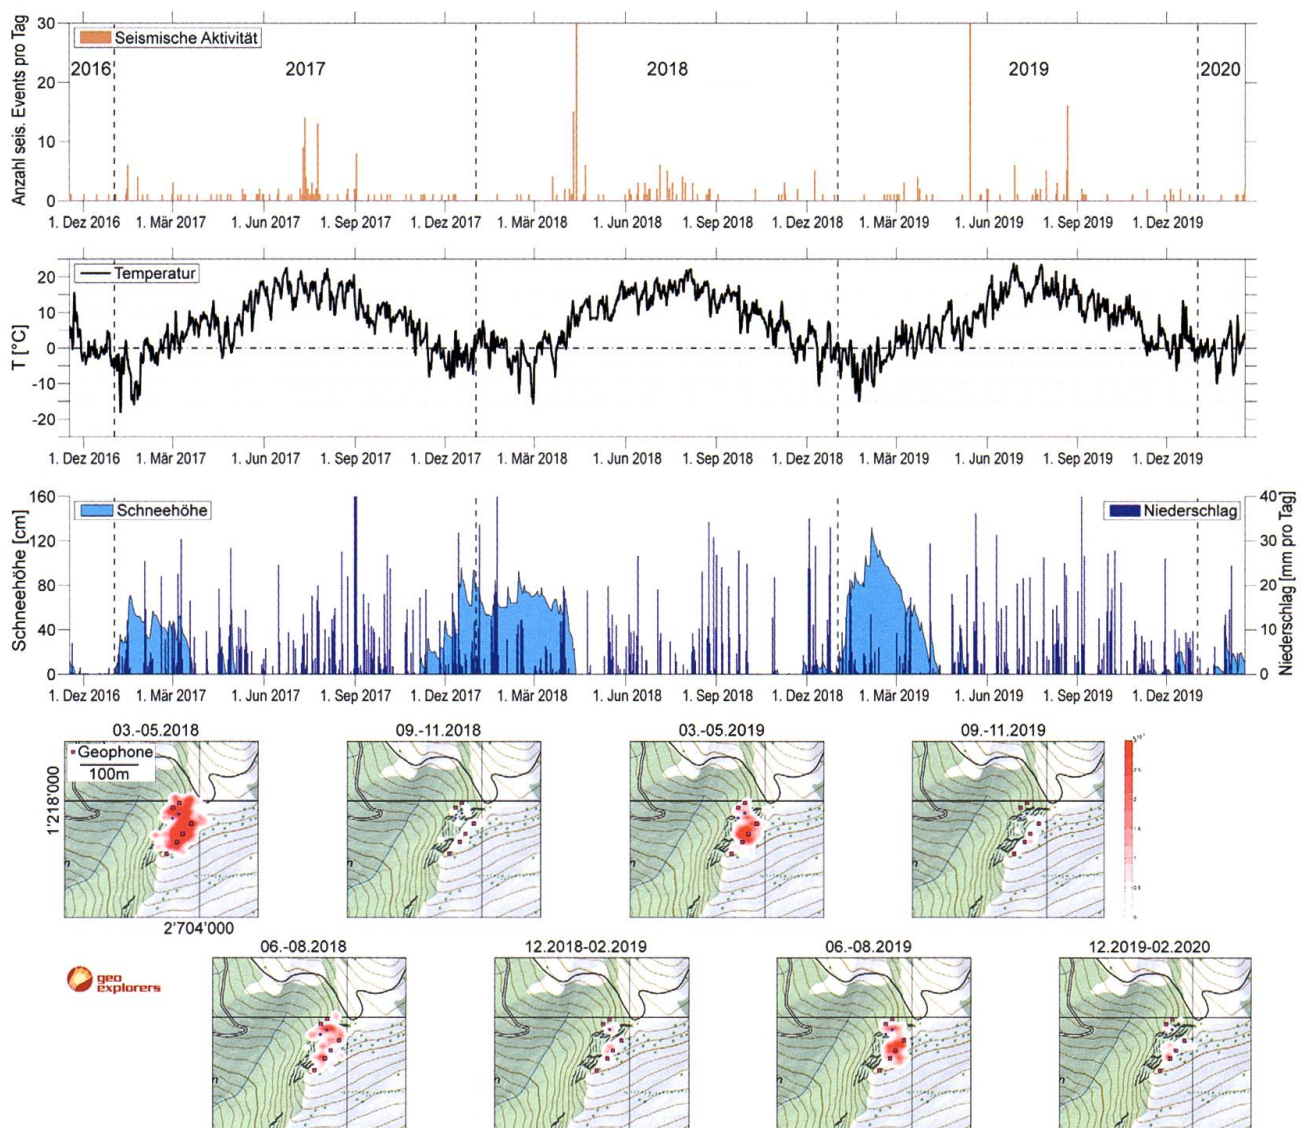 Anzahl seis. Events pro Tag
30
20
10
0
Seismische Aktivität
2016
2017
2018
2019
2020
1. Dez 2016 1. Mär 2017 1. Jun 2017 1. Sep 2017 1. Dez 2017 1. Mär 2018 1. Jun 2018 1. Sep 2018 1. Dez 2018 1. Mär 2019 1. Jun 2019 1. Sep 2019 1. Dez 2019
T [°C]
20
10
0
-10
-20
Temperatur
1. Dez 2016 1. Mär 2017 1. Jun 2017 1. Sep 2017 1. Dez 2017 1. Mär 2018 1. Jun 2018 1. Sep 2018 1. Dez 2018 1. Mär 2019 1. Jun 2019 1. Sep 2019 1. Dez 2019
Schneehöhe [cm]
160
120
80
40
0
Schneehöhe
Niederschlag
40
30
20
10
0
Niederschlag [mm pro Tag]
1. Dez 2016 1. Mär 2017 1. Jun 2017 1. Sep 2017 1. Dez 2017 1. Mär 2018 1. Jun 2018 1. Sep 2018 1. Dez 2018 1. Mär 2019 1. Jun 2019 1. Sep 2019 1. Dez 2019
03.-05.2018
09.-11.2018
03.-05.2019
09.-11.2019
Geophone
100m
1'218'000
2'704'000
06.-08.2018
12.2018-02.2019
06.-08.2019
12.2019-02.2020
geo
explorers